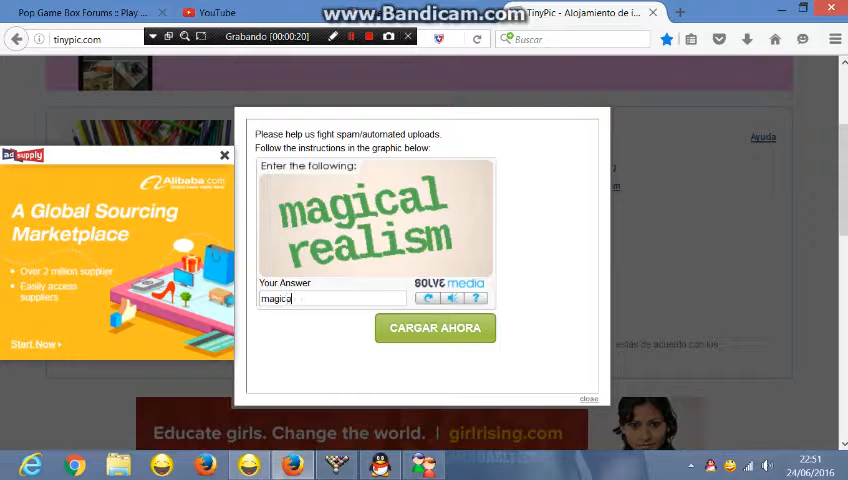 www.Bandicam.com
Pop Game Box Forums :: Play ...
YouTube
TinyPic - Alojamiento de i...
tinypic.com
Grabando [00:00:20]
Buscar
Ayuda
Please help us fight spam/automated uploads.
Follow the instructions in the graphic below:
Enter the following:
magical
realism
Your Answer
SOLVE media
magica
CARGAR AHORA
close
ad supply
Alibaba.com
A Global Sourcing
Marketplace
Over 2 million supplier
Easily access
suppliers
Start Now
estás de acuerdo con los
Educate girls. Change the world. | girlrising.com
22:51
24/06/2016